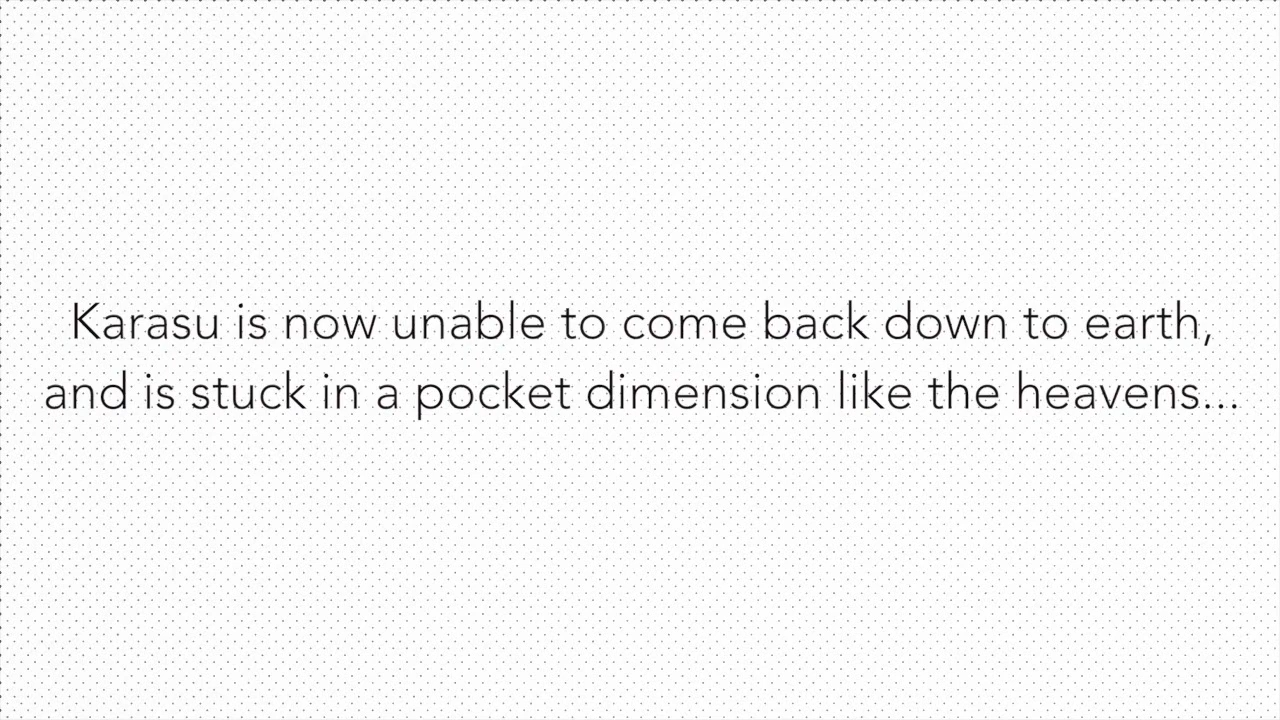 Karasu is now unable to come back down to earth,
and is stuck in a pocket dimension like the heavens...